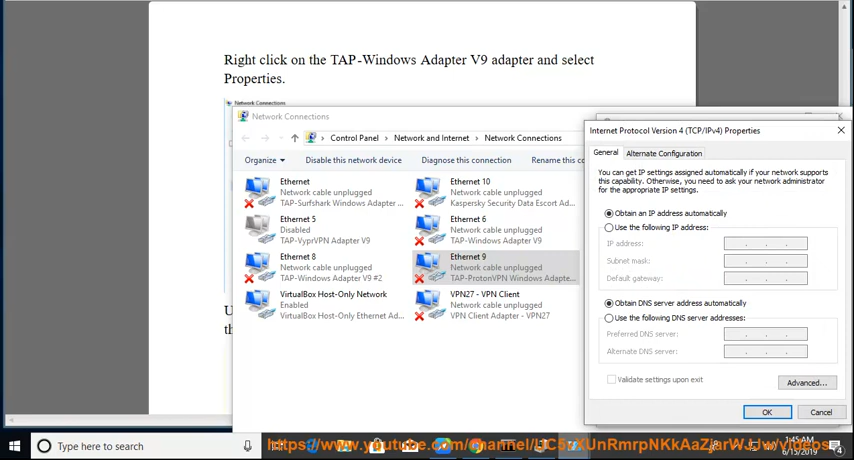 Right click on the TAP-Windows Adapter V9 adapter and select
Properties.
Network Connections
Network Connections
Control Panel
Network and Internet
Network Connections
Organize
Disable this network device
Diagnose this connection
Rename this co
Ethernet
Network cable unplugged
TAP-Surfshark Windows Adapter ...
Ethernet 10
Network cable unplugged
Kaspersky Security Data Escort Ad...
Ethernet 5
Disabled
TAP-VyprVPN Adapter V9
Ethernet 6
Network cable unplugged
TAP-Windows Adapter V9
Ethernet 8
Network cable unplugged
TAP-Windows Adapter V9 #2
Ethernet 9
Network cable unplugged
TAP-ProtonVPN Windows Adapte...
VirtualBox Host-Only Network
Enabled
VirtualBox Host-Only Ethernet Ad...
VPN27 - VPN Client
Network cable unplugged
VPN Client Adapter - VPN27
Internet Protocol Version 4 (TCP/IPv4) Properties
General
Alternate Configuration
You can get IP settings assigned automatically if your network supports
this capability. Otherwise, you need to ask your network administrator
for the appropriate IP settings.
Obtain an IP address automatically
Use the following IP address:
IP address:
Subnet mask:
Default gateway:
Obtain DNS server address automatically
Use the following DNS server addresses:
Preferred DNS server:
Alternate DNS server:
Validate settings upon exit
Advanced...
OK
Cancel
Type here to search
1:45 AM
6/15/2019
4